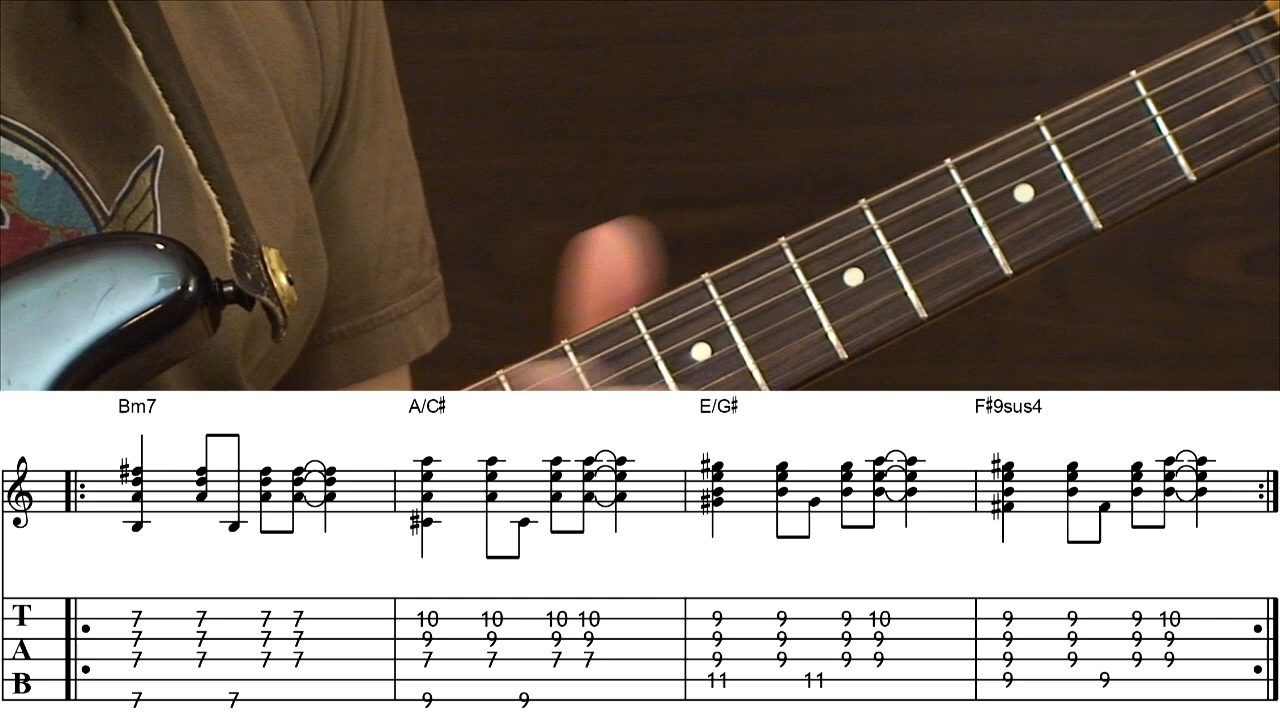 Bm7 A/C♯ E/G♯ F♯9sus4
T 7 7 7 7 10 10 10 10 9 9 9 10 9 9 9 10
7 7 7 7 9 9 9 9 9 9 9 9 9 9 9 9
A 7 7 7 7 7 7 7 7 9 9 9 9 9 9 9 9
B 11 11 9 9
7 7 9 9